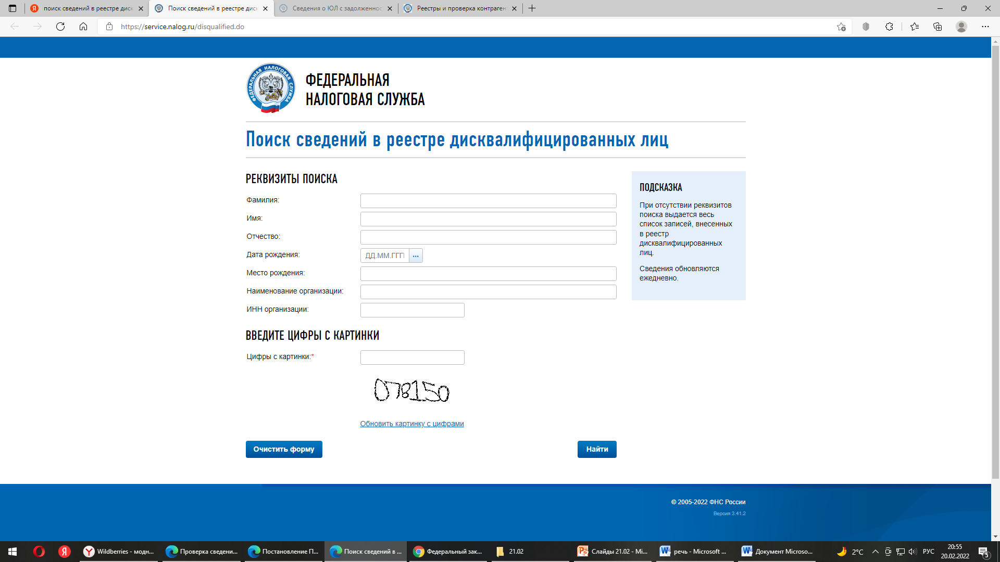 поиск сведений в реестре диск
Поиск сведений в реестре дис
Сведения о ЮЛ с задолженнос
Реестры и проверка контраген
https://service.nalog.ru/disqualified.do
ФЕДЕРАЛЬНАЯ НАЛОГОВАЯ СЛУЖБА
ФЕДЕРАЛЬНАЯ
НАЛОГОВАЯ СЛУЖБА
Поиск сведений в реестре дисквалифицированных лиц
РЕКВИЗИТЫ ПОИСКА
Фамилия:
Имя:
Отчество:
Дата рождения:
ДД.ММ.ГГГГ
...
Место рождения:
Наименование организации:
ИНН организации:
ПОДСКАЗКА
При отсутствии реквизитов
поиска выдается весь
список записей, внесенных
в реестр
дисквалифицированных
лиц.
Сведения обновляются
ежедневно.
ВВЕДИТЕ ЦИФРЫ С КАРТИНКИ
Цифры с картинки:*
078150
Обновить картинку с цифрами
Очистить форму
Найти
© 2005-2022 ФНС России
Версия 3.41.2
Wildberries - модн...
Проверка сведени...
Постановление П...
Поиск сведений в ...
Федеральный зак...
21.02
Слайды 21.02 - Mi...
речь - Microsoft ...
Документ Microso...
2°C
РУС
20:55
20.02.2022
5